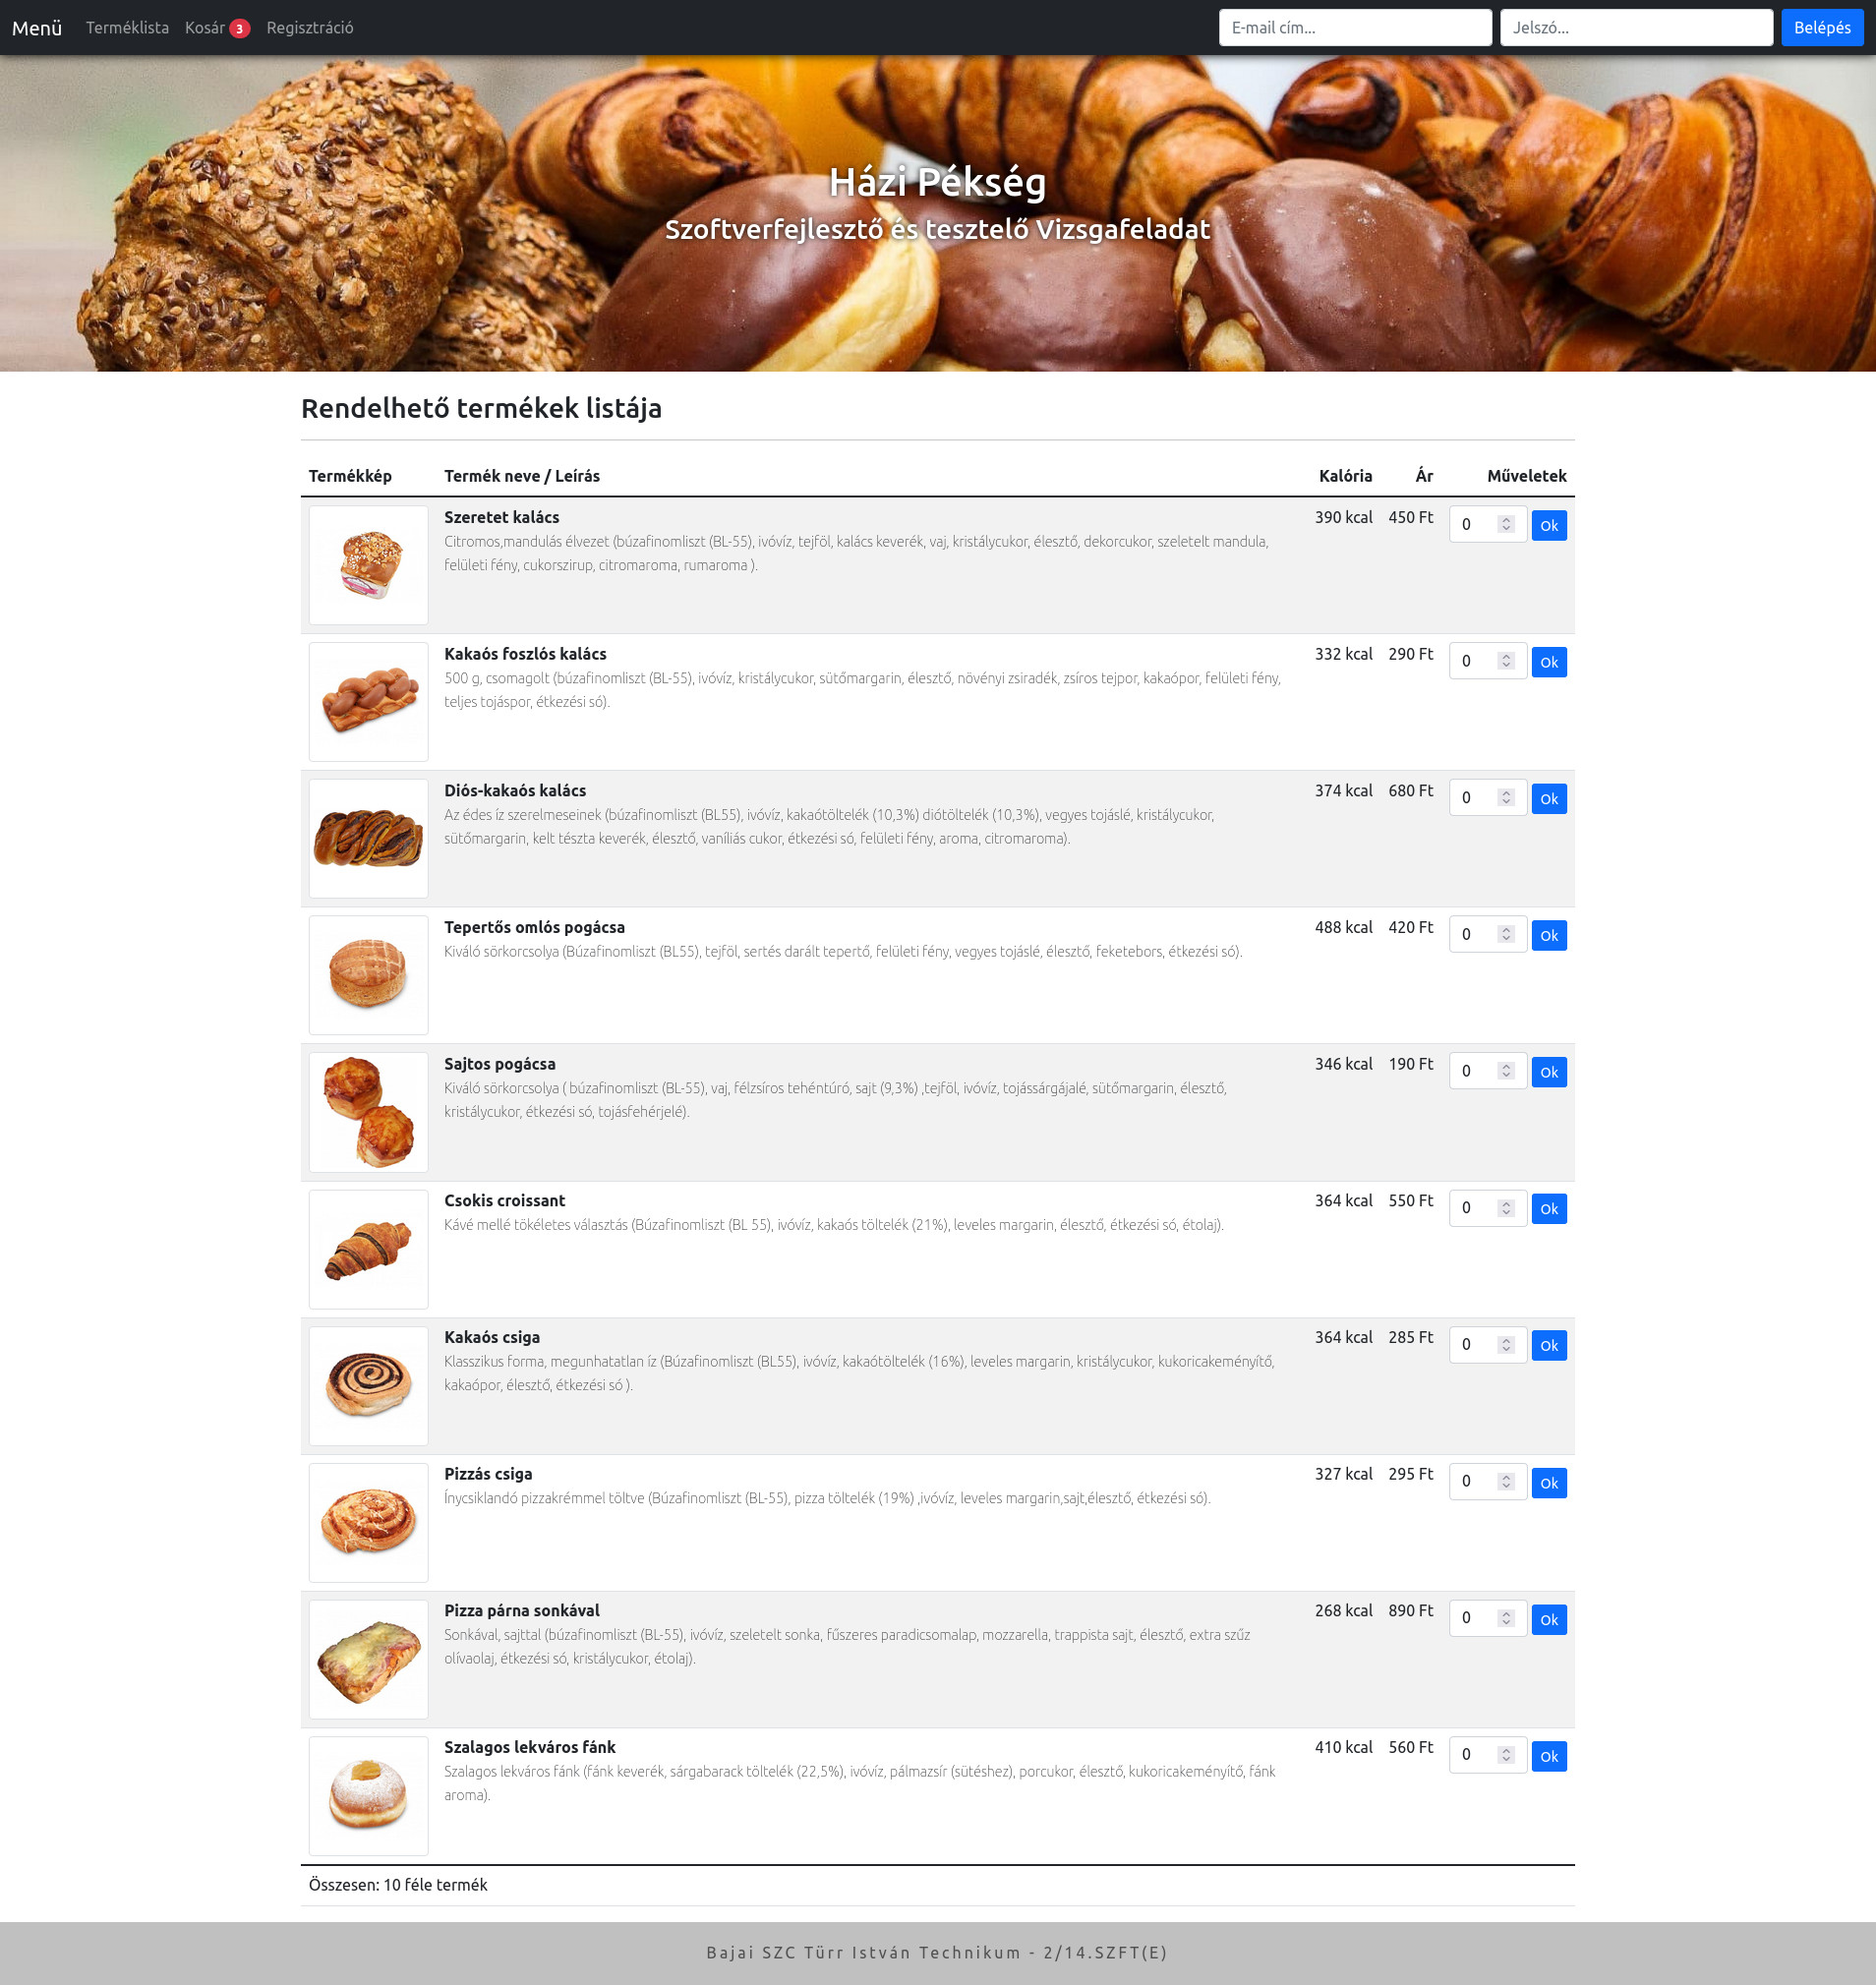 Menü Terméklista Kosár 3 Regisztráció E-mail cím... Jelszó... Belépés
Házi Pékség
Szoftverfejlesztő és tesztelő Vizsgafeladat
Rendelhető termékek listája
Termékkép Termék neve / Leírás Kalória Ár Műveletek
Szeretet kalács 390 kcal 450 Ft 0 Ok
Citromos,mandulás élvezet (búzafinomliszt (BL-55), ivóvíz, tejföl, kalács keverék, vaj, kristálycukor, élesztő, dekorcukor, szeletelt mandula,
felületi fény, cukorszirup, citromaroma, rumaroma ).
Kakaós foszlós kalács 332 kcal 290 Ft 0 Ok
500 g, csomagolt (búzafinomliszt (BL-55), ivóvíz, kristálycukor, sütőmargarin, élesztő, növényi zsiradék, zsíros tejpor, kakaópor, felületi fény,
teljes tojáspor, étkezési só).
Diós-kakaós kalács 374 kcal 680 Ft 0 Ok
Az édes íz szerelmeseinek (búzafinomliszt (BL55), ivóvíz, kakaótöltelék (10,3%) diótöltelék (10,3%), vegyes tojáslé, kristálycukor,
sütőmargarin, kelt tészta keverék, élesztő, vaníliás cukor, étkezési só, felületi fény, aroma, citromaroma).
Tepertős omlós pogácsa 488 kcal 420 Ft 0 Ok
Kiváló sörkorcsolya (Búzafinomliszt (BL55), tejföl, sertés darált tepertő, felületi fény, vegyes tojáslé, élesztő, feketebors, étkezési só).
Sajtos pogácsa 346 kcal 190 Ft 0 Ok
Kiváló sörkorcsolya ( búzafinomliszt (BL-55), vaj, félzsíros tehéntúró, sajt (9,3%) ,tejföl, ivóvíz, tojássárgájalé, sütőmargarin, élesztő,
kristálycukor, étkezési só, tojásfehérjelé).
Csokis croissant 364 kcal 550 Ft 0 Ok
Kávé mellé tökéletes választás (Búzafinomliszt (BL 55), ivóvíz, kakaós töltelék (21%), leveles margarin, élesztő, étkezési só, étolaj).
Kakaós csiga 364 kcal 285 Ft 0 Ok
Klasszikus forma, megunhatatlan íz (Búzafinomliszt (BL55), ivóvíz, kakaótöltelék (16%), leveles margarin, kristálycukor, kukoricakeményítő,
kakaópor, élesztő, étkezési só ).
Pizzás csiga 327 kcal 295 Ft 0 Ok
Ínycsiklandó pizzakrémmel töltve (Búzafinomliszt (BL-55), pizza töltelék (19%) ,ivóvíz, leveles margarin,sajt,élesztő, étkezési só).
Pizza párna sonkával 268 kcal 890 Ft 0 Ok
Sonkával, sajttal (búzafinomliszt (BL-55), ivóvíz, szeletelt sonka, fűszeres paradicsomalap, mozzarella, trappista sajt, élesztő, extra szűz
olívaolaj, étkezési só, kristálycukor, étolaj).
Szalagos lekváros fánk 410 kcal 560 Ft 0 Ok
Szalagos lekváros fánk (fánk keverék, sárgabarack töltelék (22,5%), ivóvíz, pálmazsír (sütéshez), porcukor, élesztő, kukoricakeményítő, fánk
aroma).
Összesen: 10 féle termék
Bajai SZC Türr István Technikum - 2/14.SZFT(E)